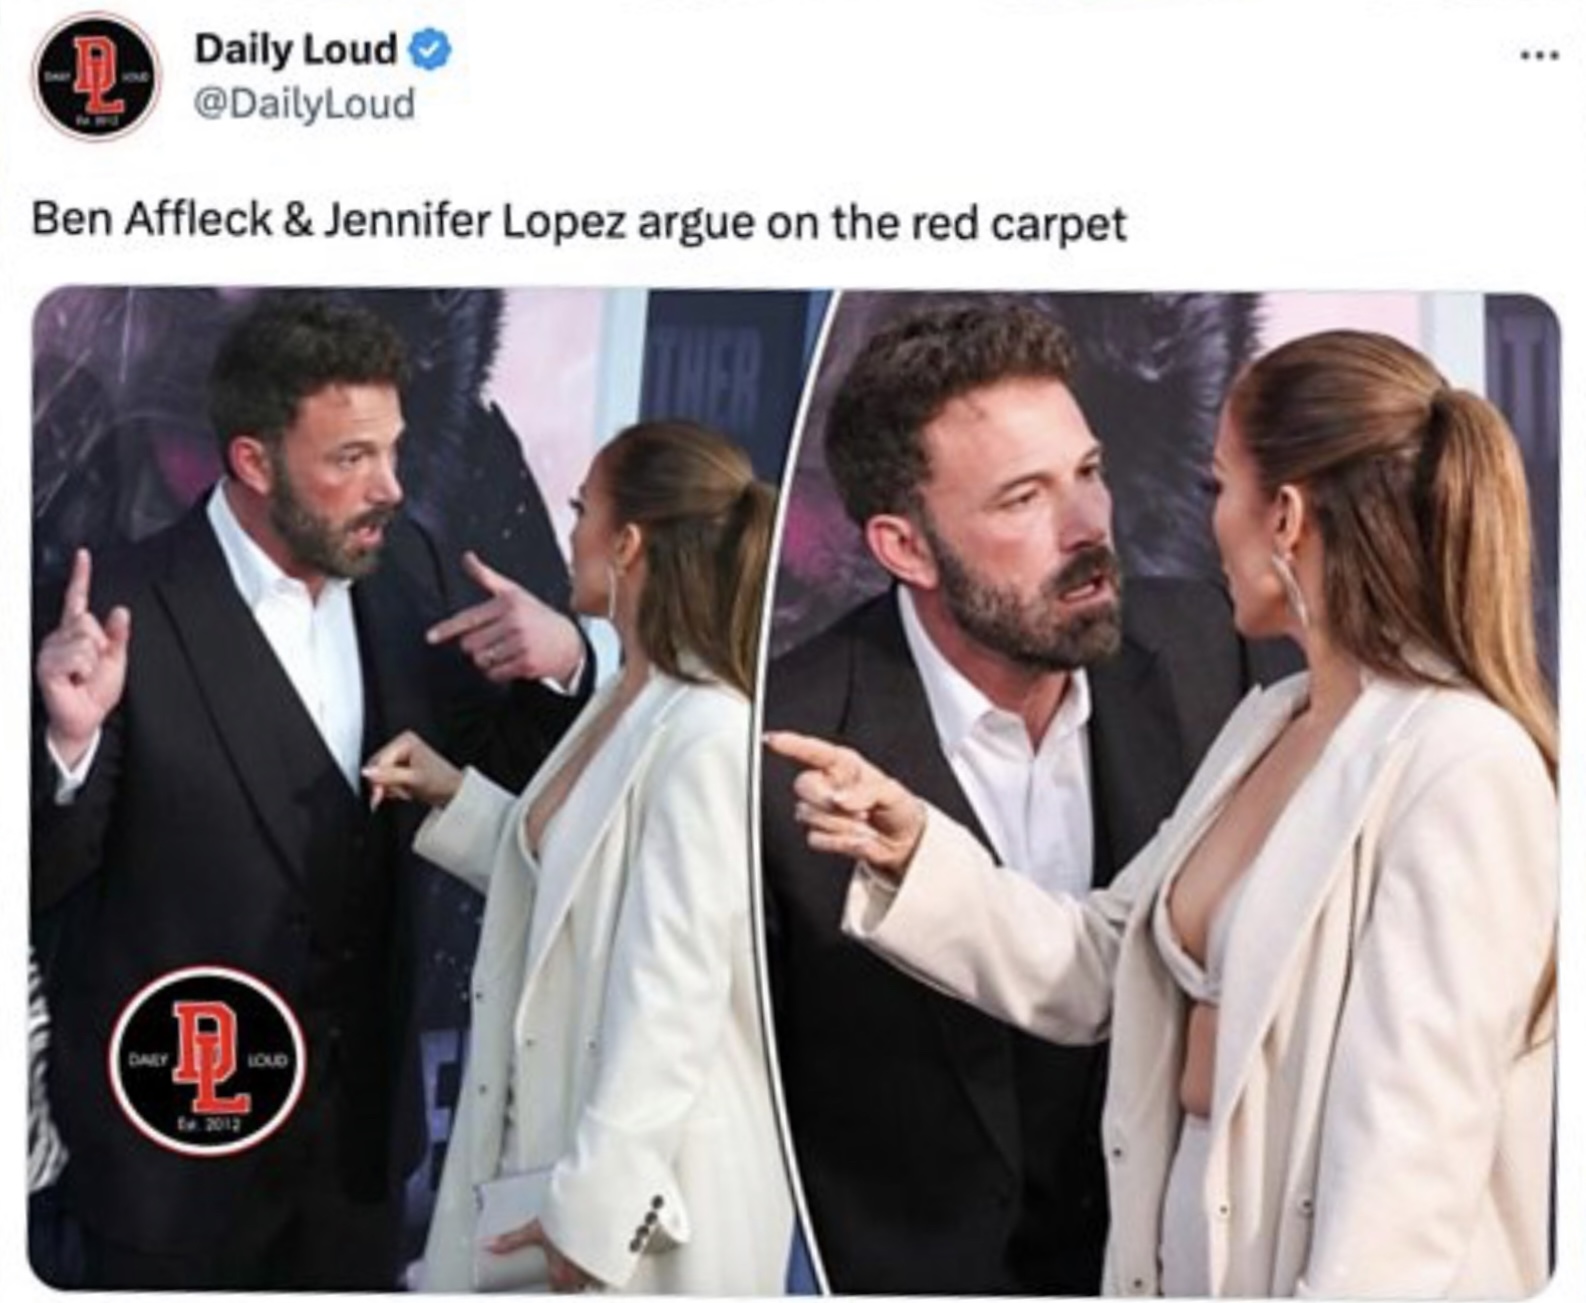 Daily Loud
@DailyLoud
Ben Affleck & Jennifer Lopez argue on the red carpet
THER
DL
DAILY LOUD
Est. 2012